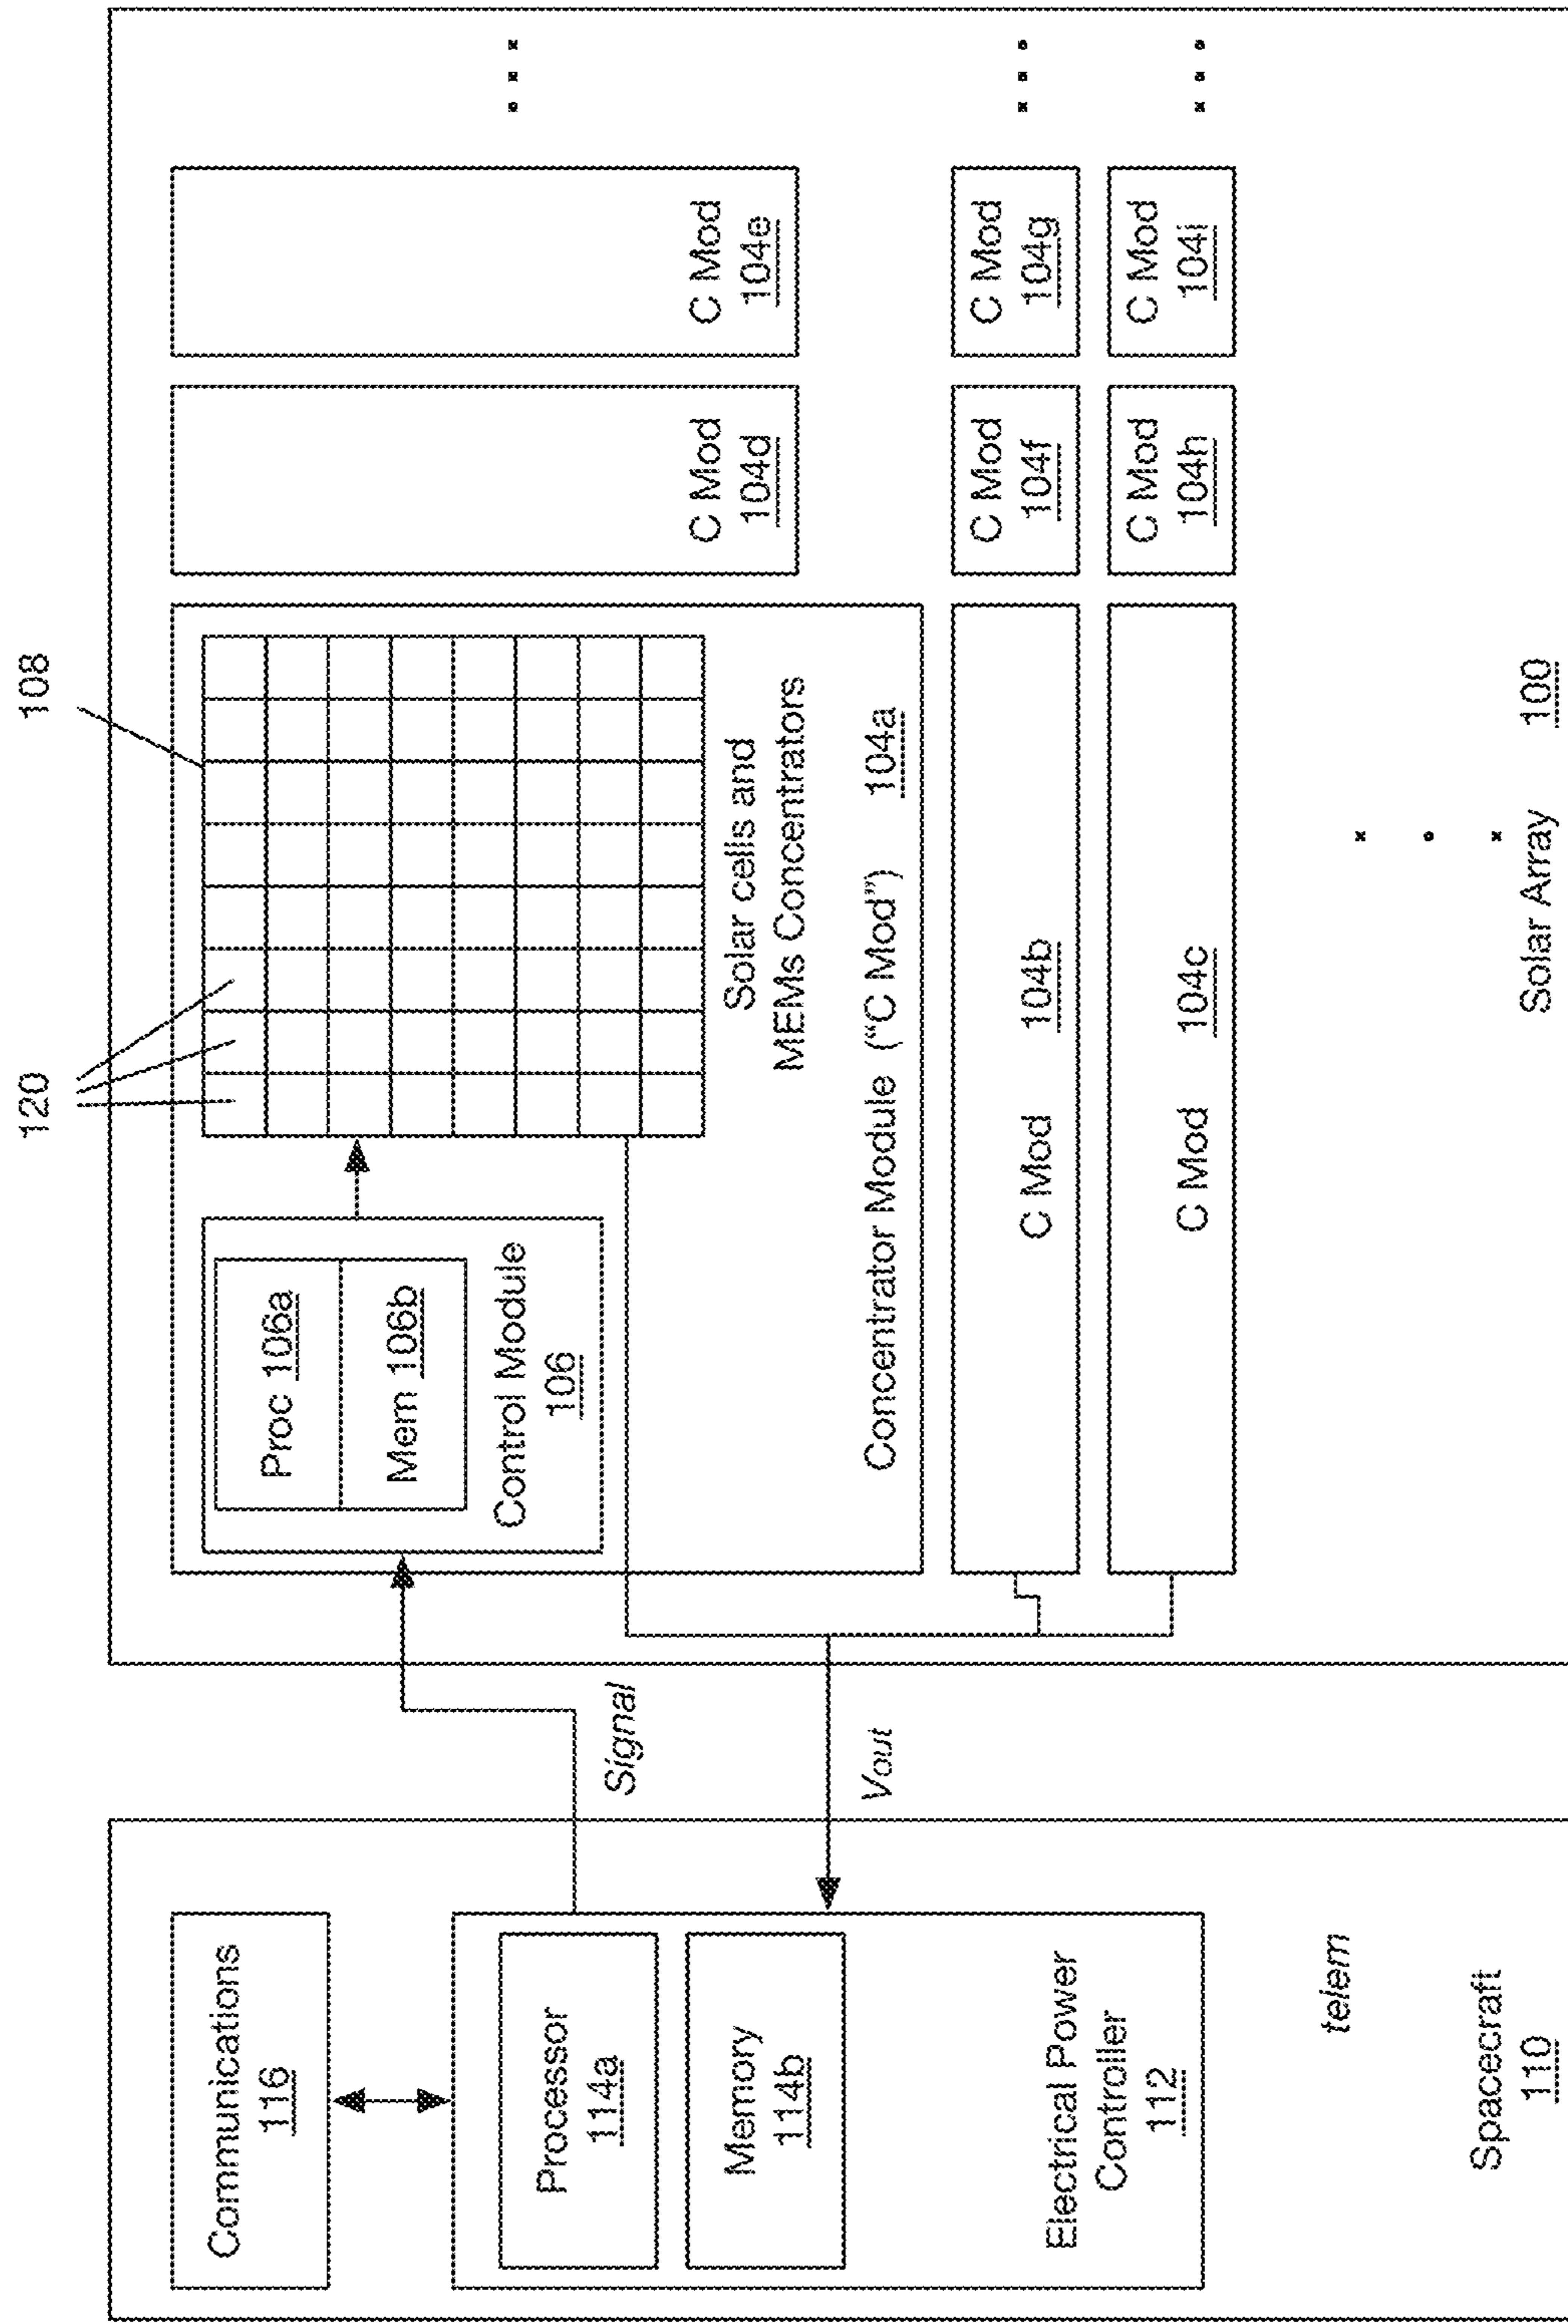 108
120
Communications
116
Processor
114a
Memory
114b
Electrical Power
Controller
112
telem
Spacecraft
110
Signal
Vout
Proc 106a
Mem 106b
Control Module
106
Solar cells and
MEMs Concentrators
Concentrator Module ("C Mod") 104a
C Mod 104b
C Mod 104c
C Mod
104d
C Mod
104e
C Mod
104f
C Mod
104g
C Mod
104h
C Mod
104i
Solar Array 100